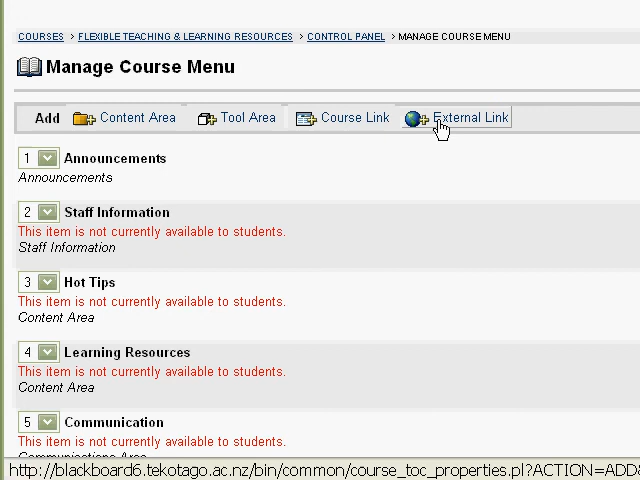 COURSES > FLEXIBLE TEACHING & LEARNING RESOURCES > CONTROL PANEL > MANAGE COURSE MENU
Manage Course Menu
Add Content Area Tool Area Course Link External Link
1 Announcements
Announcements
2 Staff Information
This item is not currently available to students.
Staff Information
3 Hot Tips
This item is not currently available to students.
Content Area
4 Learning Resources
This item is not currently available to students.
Content Area
5 Communication
This item is not currently available to students.
Communications Area
http://blackboard6.tekotago.ac.nz/bin/common/course_toc_properties.pl?ACTION=ADD&